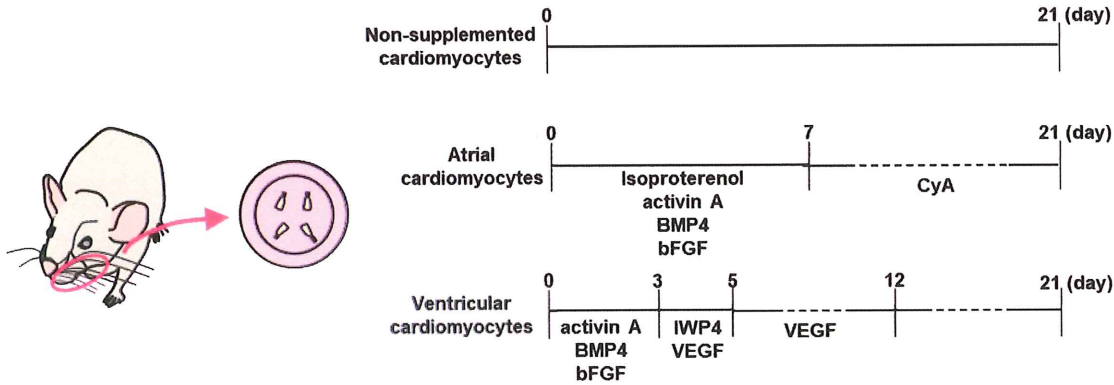 0 21 (day)
Non-supplemented
cardiomyocytes
0 7 21 (day)
Atrial
cardiomyocytes
Isoproterenol
activin A
BMP4
bFGF
CyA
0 3 5 12 21 (day)
Ventricular
cardiomyocytes
activin A
BMP4
bFGF
IWP4
VEGF
VEGF